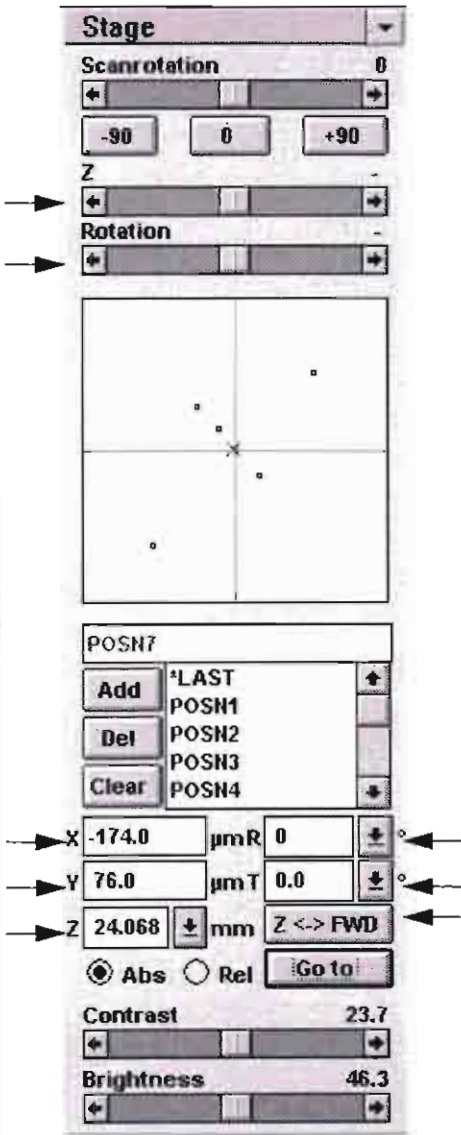 Stage
Scanrotation 0
-90 0 +90
Z -
Rotation -
POSN7
Add
Del
Clear
*LAST
POSN1
POSN2
POSN3
POSN4
X -174.0 µm R 0 °
Y 76.0 µm T 0.0 °
Z 24.068 mm Z <-> FWD
Abs Rel Go to
Contrast 23.7
Brightness 46.3